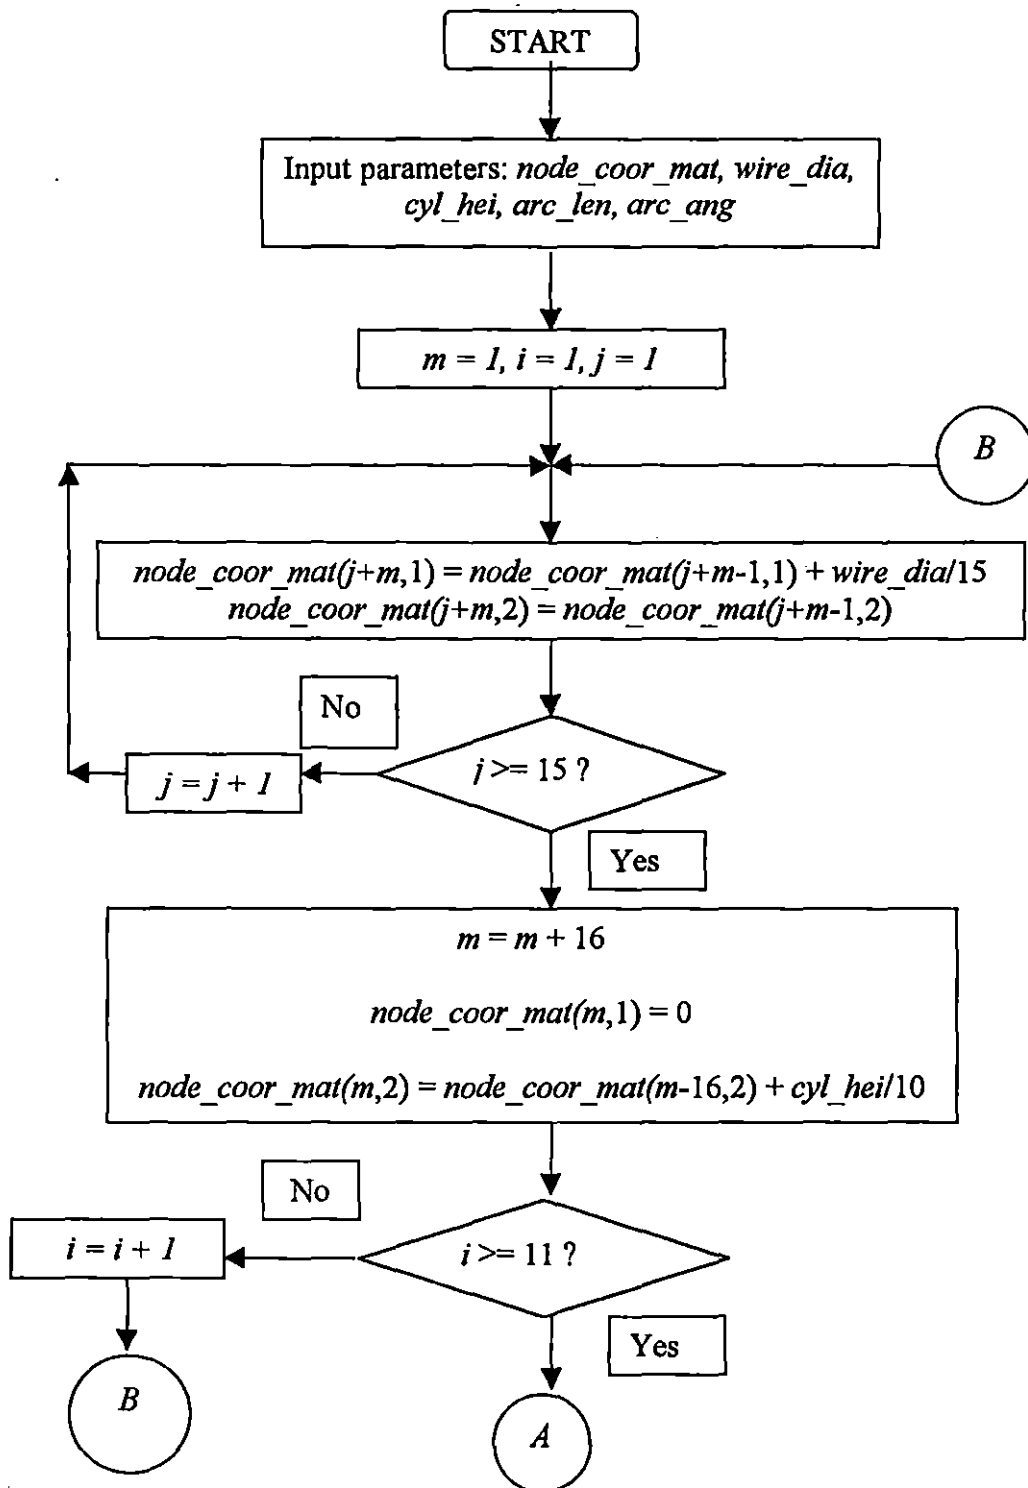 START
Input parameters: node_coor_mat, wire_dia,
cyl_hei, arc_len, arc_ang
m = 1, i = 1, j = 1
B
node_coor_mat(j+m,1) = node_coor_mat(j+m-1,1) + wire_dia/15
node_coor_mat(j+m,2) = node_coor_mat(j+m-1,2)
No
j = j + 1
j >= 15 ?
Yes
m = m + 16
node_coor_mat(m,1) = 0
node_coor_mat(m,2) = node_coor_mat(m-16,2) + cyl_hei/10
No
i = i + 1
i >= 11 ?
Yes
B
A